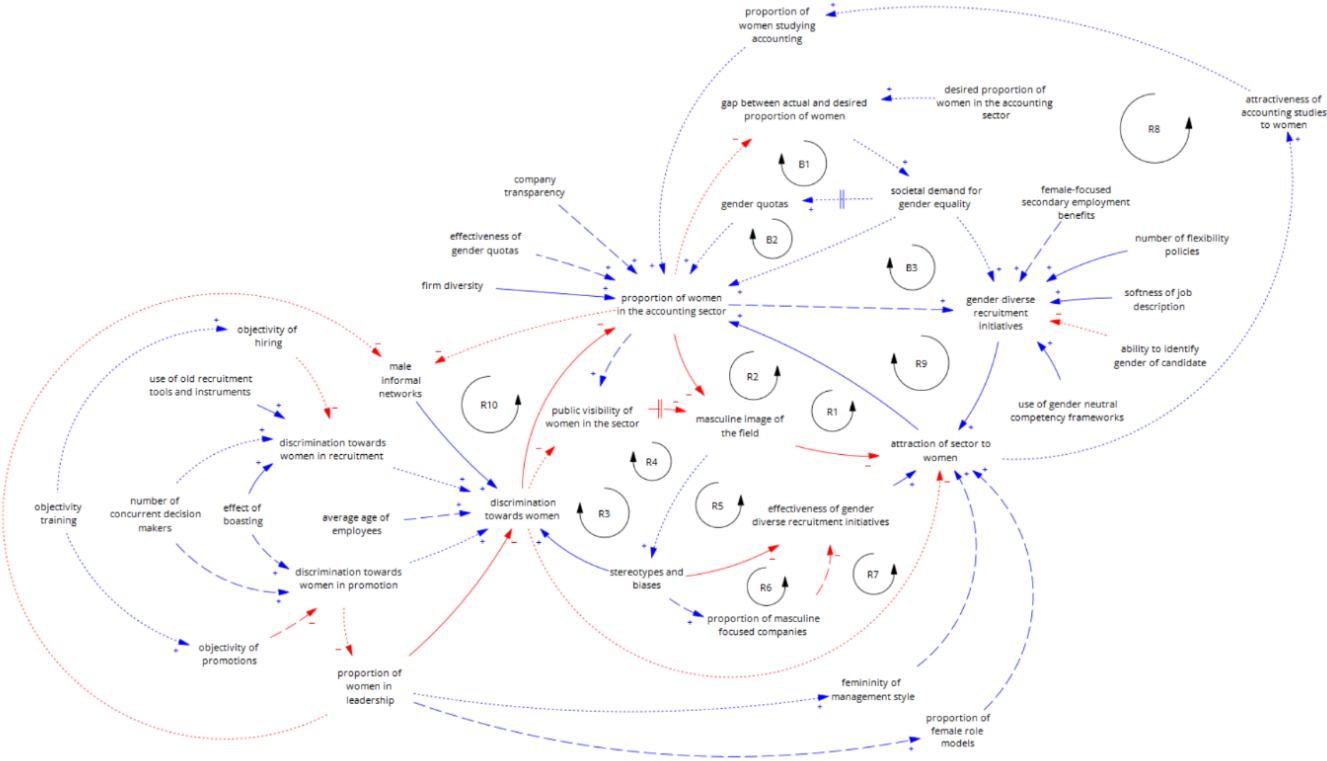 proportion of
women studying
accounting
gap between actual and desired
proportion of women
desired proportion of
women in the accounting
sector
attractiveness of
accounting studies
to women
R8
B1
company
transparency
gender quotas
societal demand for
gender equality
female-focused
secondary employment
benefits
effectiveness of
gender quotas
B2
number of flexibility
policies
B3
firm diversity
proportion of women
in the accounting sector
gender diverse
recruitment
initiatives
softness of job
description
objectivity of
hiring
ability to identify
gender of candidate
male
informal
networks
R9
R2
use of old recruitment
tools and instruments
R10
public visibility of
women in the sector
masculine image of
the field
R1
use of gender neutral
competency frameworks
discrimination towards
women in recruitment
attraction of sector to
women
R4
objectivity
training
number of
concurrent decision
makers
effect of
boasting
average age of
employees
discrimination
towards women
R3
R5
effectiveness of gender
diverse recruitment initiatives
discrimination towards
women in promotion
stereotypes and
biases
R6
R7
proportion of masculine
focused companies
objectivity of
promotions
proportion of
women in
leadership
femininity of
management style
proportion of
female role
models